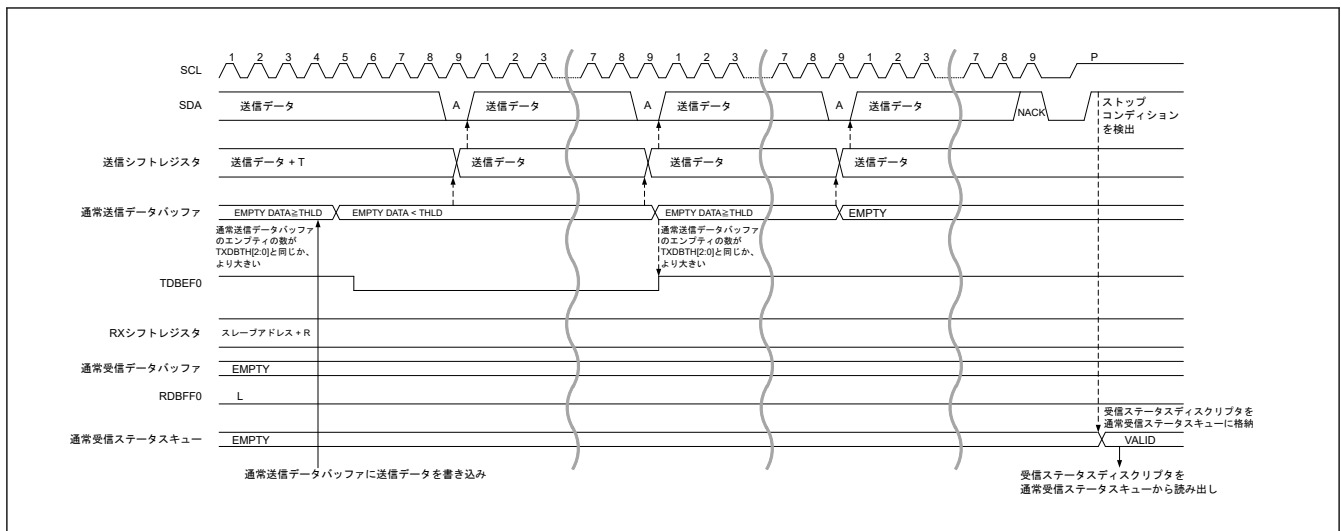 1 2 3 4 5 6 7 8 9 1 2 3 7 8 9 1 2 3 7 8 9 1 2 3 7 8 9 P
SCL
SDA 送信データ A 送信データ A 送信データ A 送信データ NACK ストップ
コンディション
を検出
送信シフトレジスタ 送信データ + T 送信データ 送信データ 送信データ
通常送信データバッファ EMPTY DATA≧THLD EMPTY DATA < THLD EMPTY DATA≧THLD EMPTY
通常送信データバッファ
のエンプティの数が
TXDBTH[2:0]と同じか、
より大きい
通常送信データバッファ
のエンプティの数が
TXDBTH[2:0]と同じか、
より大きい
TDBEF0
RXシフトレジスタ スレーブアドレス + R
通常受信データバッファ EMPTY
RDBFF0 L
受信ステータスディスクリプタを
通常受信ステータスキューに格納
通常受信ステータスキュー EMPTY VALID
通常送信データバッファに送信データを書き込み
受信ステータスディスクリプタを
通常受信ステータスキューから読み出し